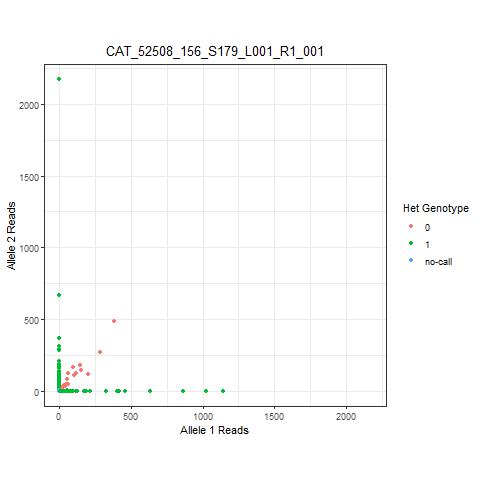 CAT_52508_156_S179_L001_R1_001
2000
1500
1000
500
0
0 500 1000 1500 2000
Allele 1 Reads
Allele 2 Reads
Het Genotype
0
1
no-call